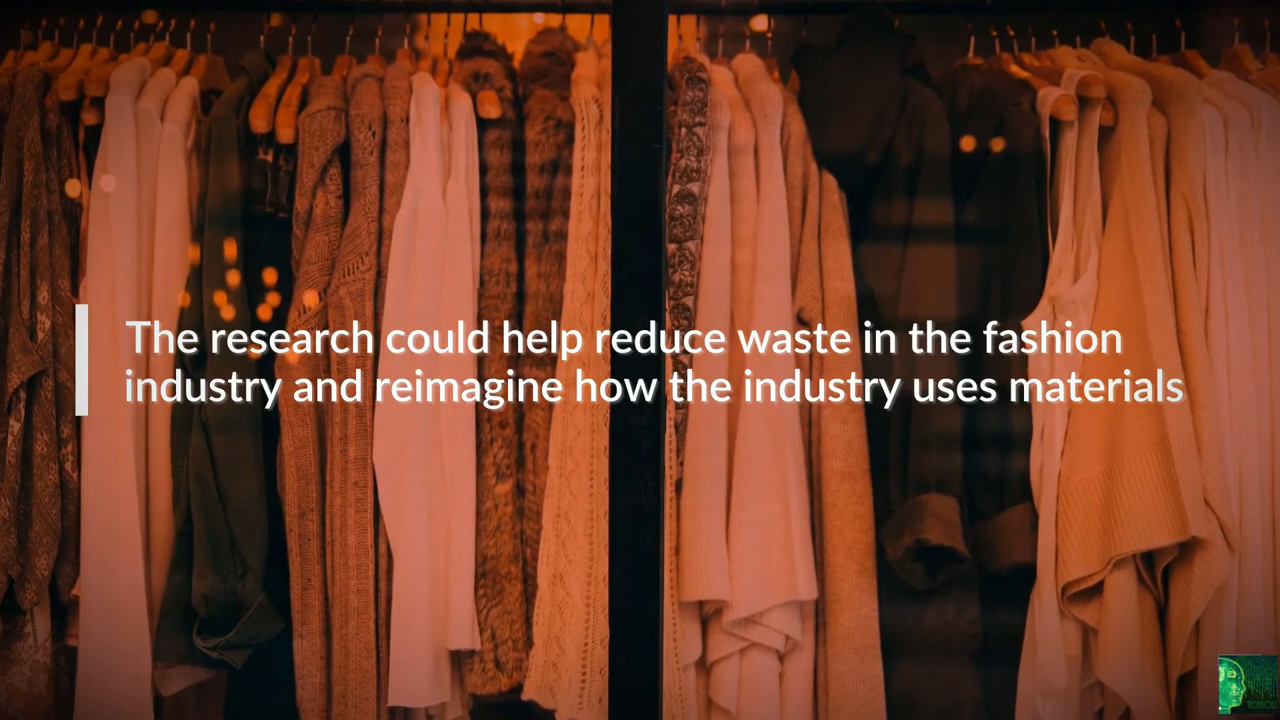 The research could help reduce waste in the fashion
industry and reimagine how the industry uses materials